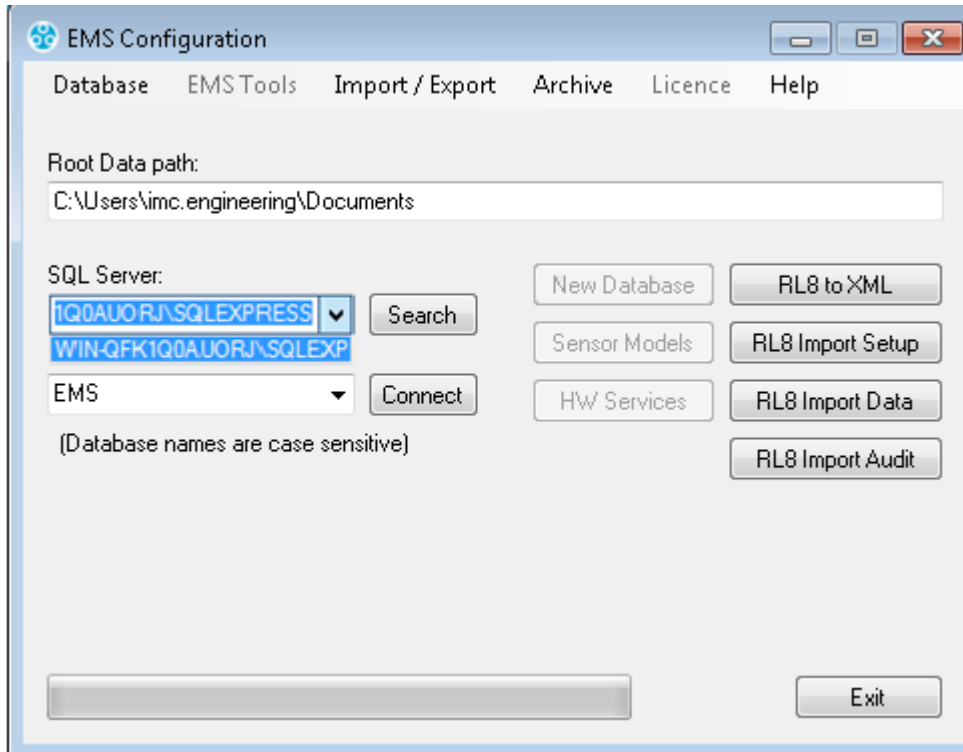 EMS Configuration
Database EMS Tools Import / Export Archive Licence Help
Root Data path:
C:\Users\imc.engineering\Documents
SQL Server:
1Q0AUORJ\SQLEXPRESS
Search
WIN-QFK1Q0AUORJ\SQLEXP
EMS
Connect
(Database names are case sensitive)
New Database
RL8 to XML
Sensor Models
RL8 Import Setup
HW Services
RL8 Import Data
RL8 Import Audit
Exit